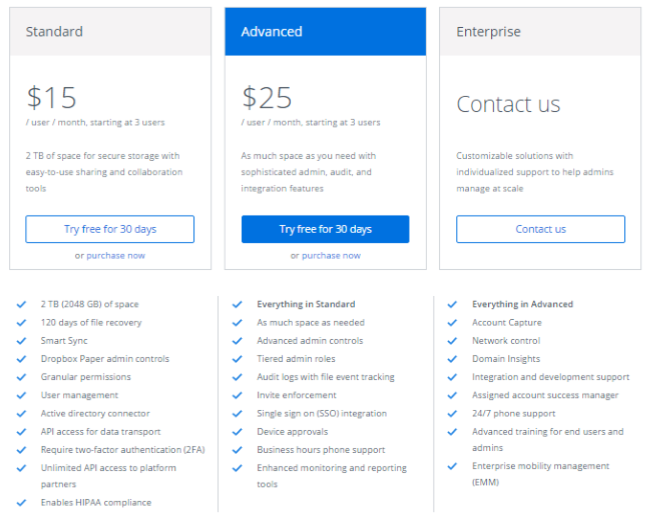 Standard
$15
/ user / month, starting at 3 users
2 TB of space for secure storage with
easy-to-use sharing and collaboration
tools
Try free for 30 days
or purchase now
Advanced
$25
/ user / month, starting at 3 users
As much space as you need with
sophisticated admin, audit, and
integration features
Try free for 30 days
or purchase now
Enterprise
Contact us
Customizable solutions with
individualized support to help admins
manage at scale
Contact us
2 TB (2048 GB) of space
120 days of file recovery
Smart Sync
Dropbox Paper admin controls
Granular permissions
User management
Active directory connector
API access for data transport
Require two-factor authentication (2FA)
Unlimited API access to platform
partners
Enables HIPAA compliance
Everything in Standard
As much space as needed
Advanced admin controls
Tiered admin roles
Audit logs with file event tracking
Invite enforcement
Single sign on (SSO) integration
Device approvals
Business hours phone support
Enhanced monitoring and reporting
tools
Everything in Advanced
Account Capture
Network control
Domain Insights
Integration and development support
Assigned account success manager
24/7 phone support
Advanced training for end users and
admins
Enterprise mobility management
(EMM)